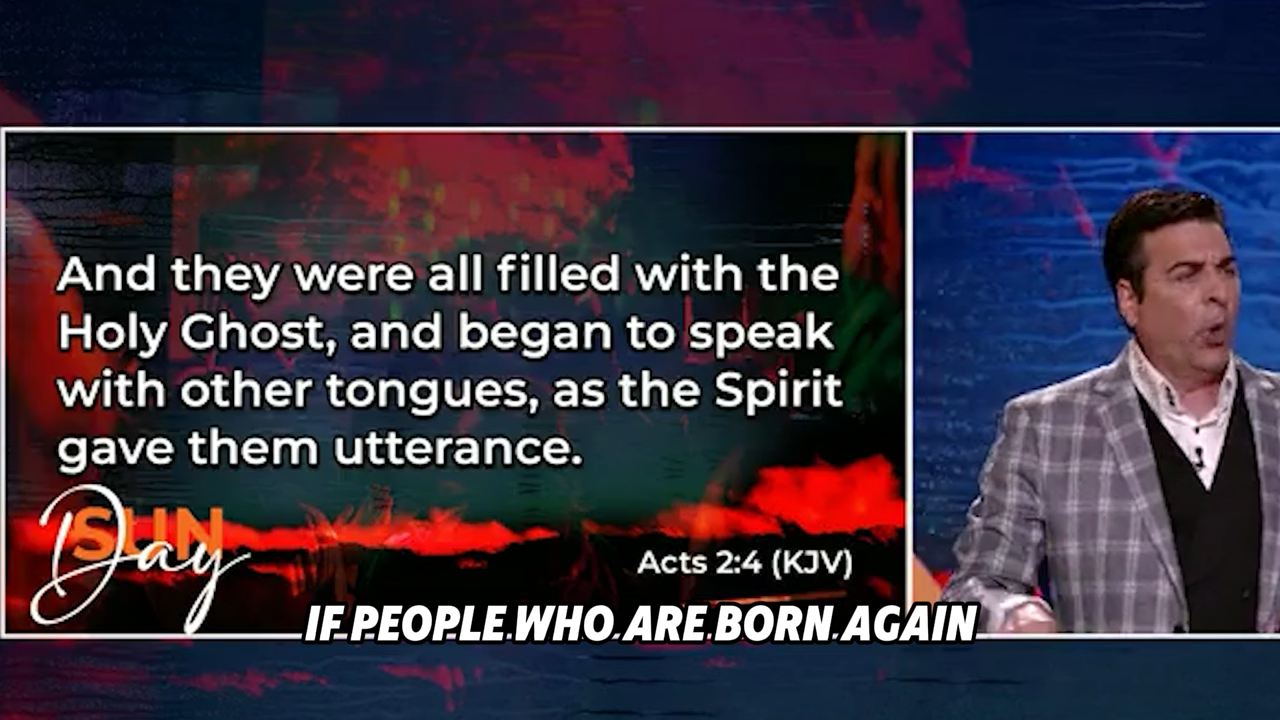 And they were all filled with the
Holy Ghost, and began to speak
with other tongues, as the Spirit
gave them utterance.
SUN
Day
Acts 2:4 (KJV)
IF PEOPLE WHO ARE BORN AGAIN